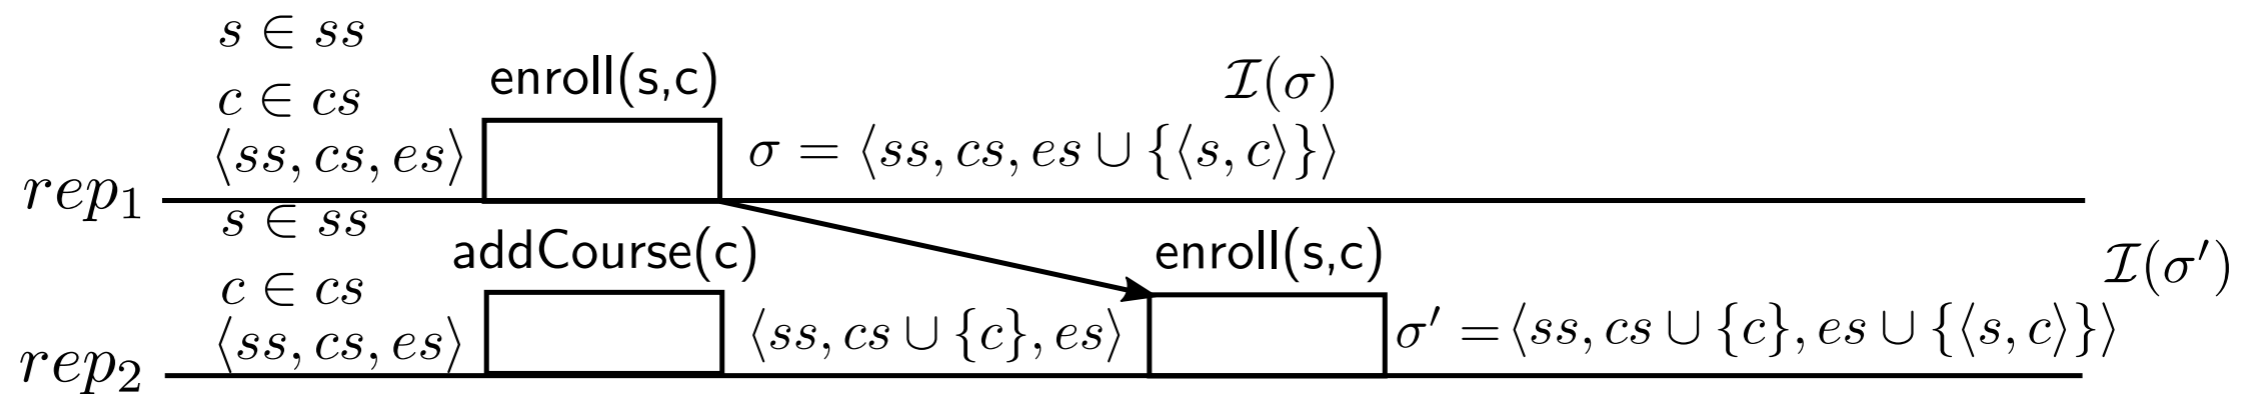 s ∈ ss
c ∈ cs
⟨ss, cs, es⟩
enroll(s,c)
I(σ)
σ = ⟨ss, cs, es ∪ {⟨s, c⟩}⟩
rep₁
s ∈ ss
c ∈ cs
⟨ss, cs, es⟩
addCourse(c)
⟨ss, cs ∪ {c}, es⟩
enroll(s,c)
I(σ′)
σ′ = ⟨ss, cs ∪ {c}, es ∪ {⟨s, c⟩}⟩
rep₂